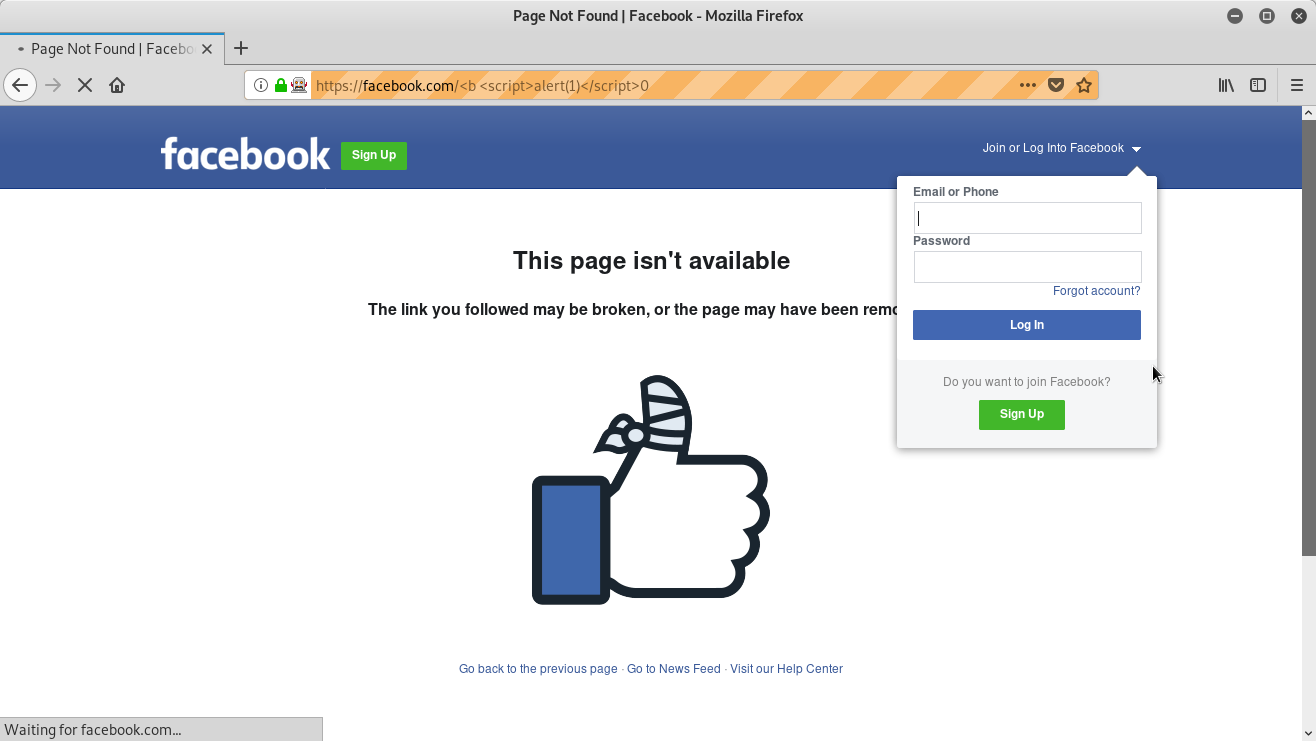 Page Not Found | Facebook - Mozilla Firefox
Page Not Found | Facebo
https://facebook.com/<b <script>alert(1)</script>0
facebook
Sign Up
Join or Log Into Facebook
Email or Phone
Password
Forgot account?
Log In
Do you want to join Facebook?
Sign Up
This page isn't available
The link you followed may be broken, or the page may have been remo
Go back to the previous page · Go to News Feed · Visit our Help Center
Waiting for facebook.com...